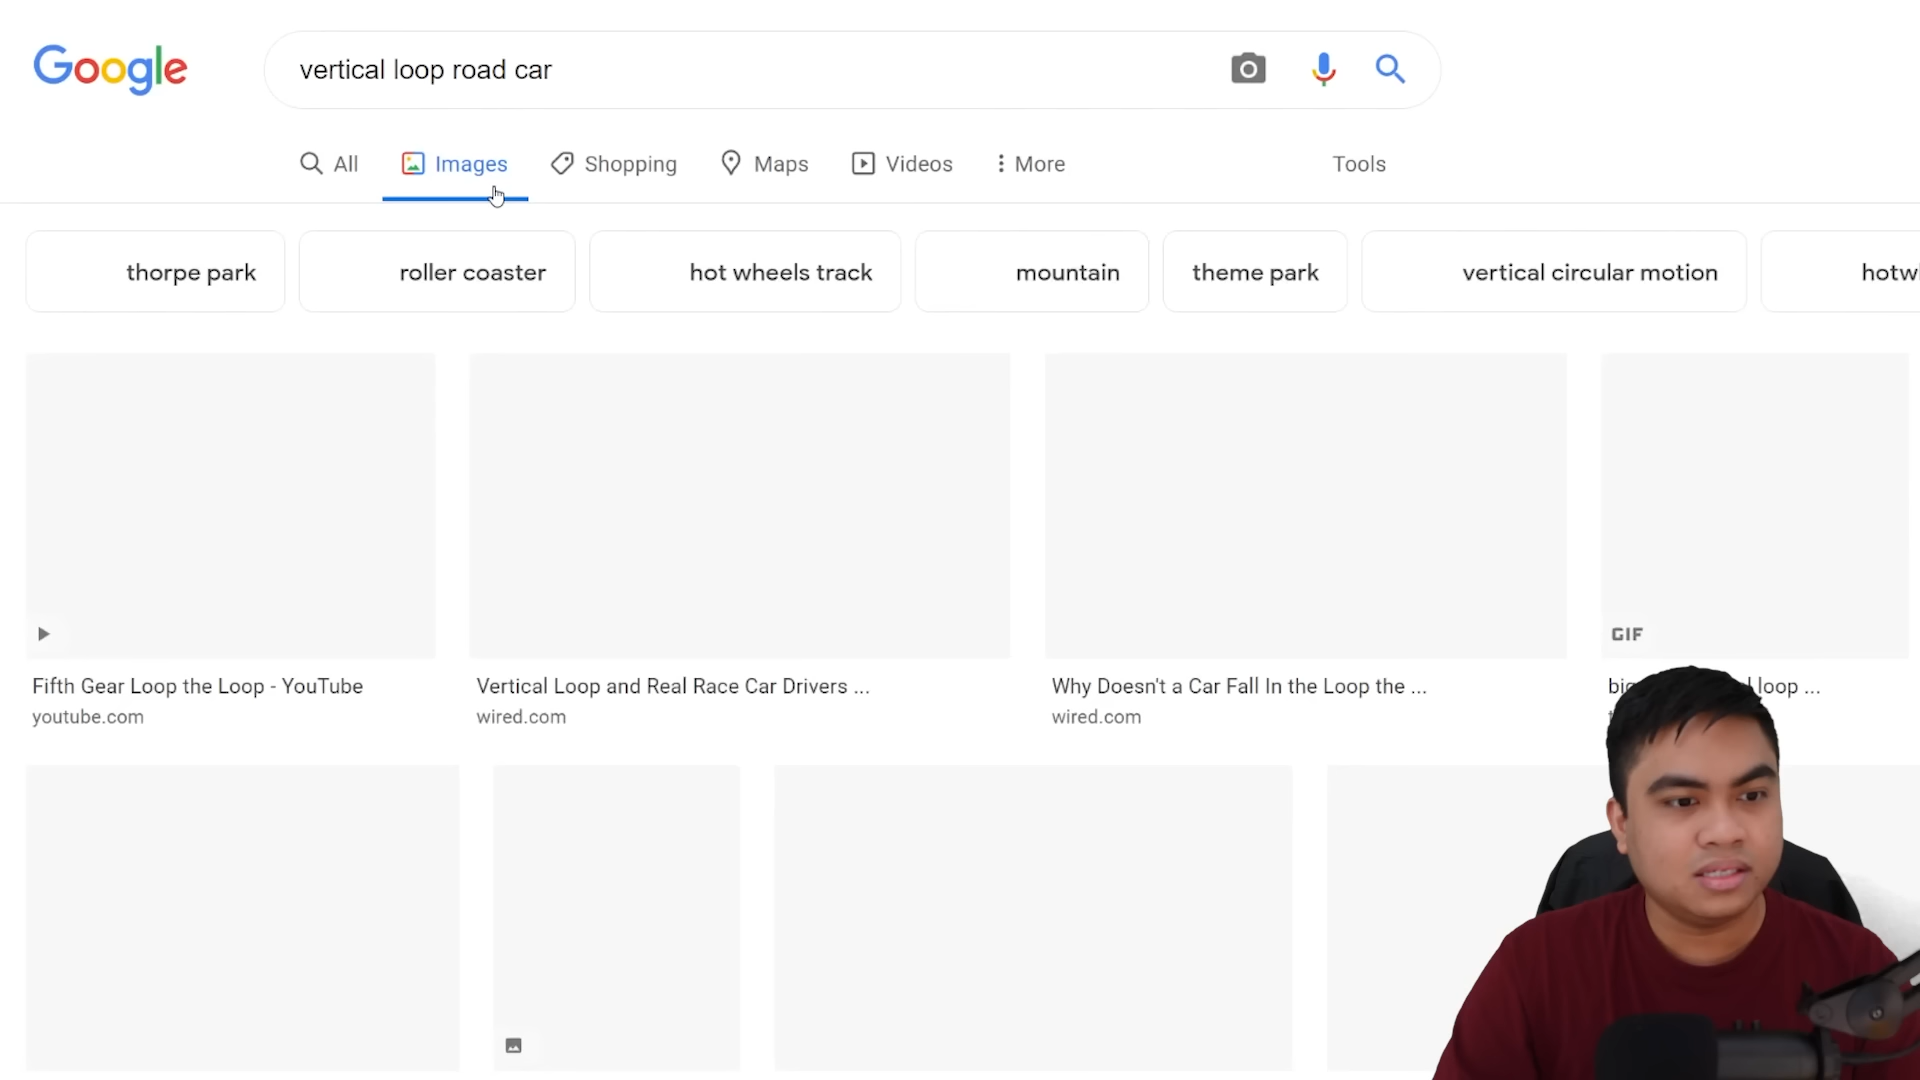 Google
vertical loop road car
All Images Shopping Maps Videos More Tools
thorpe park roller coaster hot wheels track mountain theme park vertical circular motion
GIF
Fifth Gear Loop the Loop - YouTube Vertical Loop and Real Race Car Drivers ... Why Doesn't a Car Fall In the Loop the ... loop ...
youtube.com wired.com wired.com